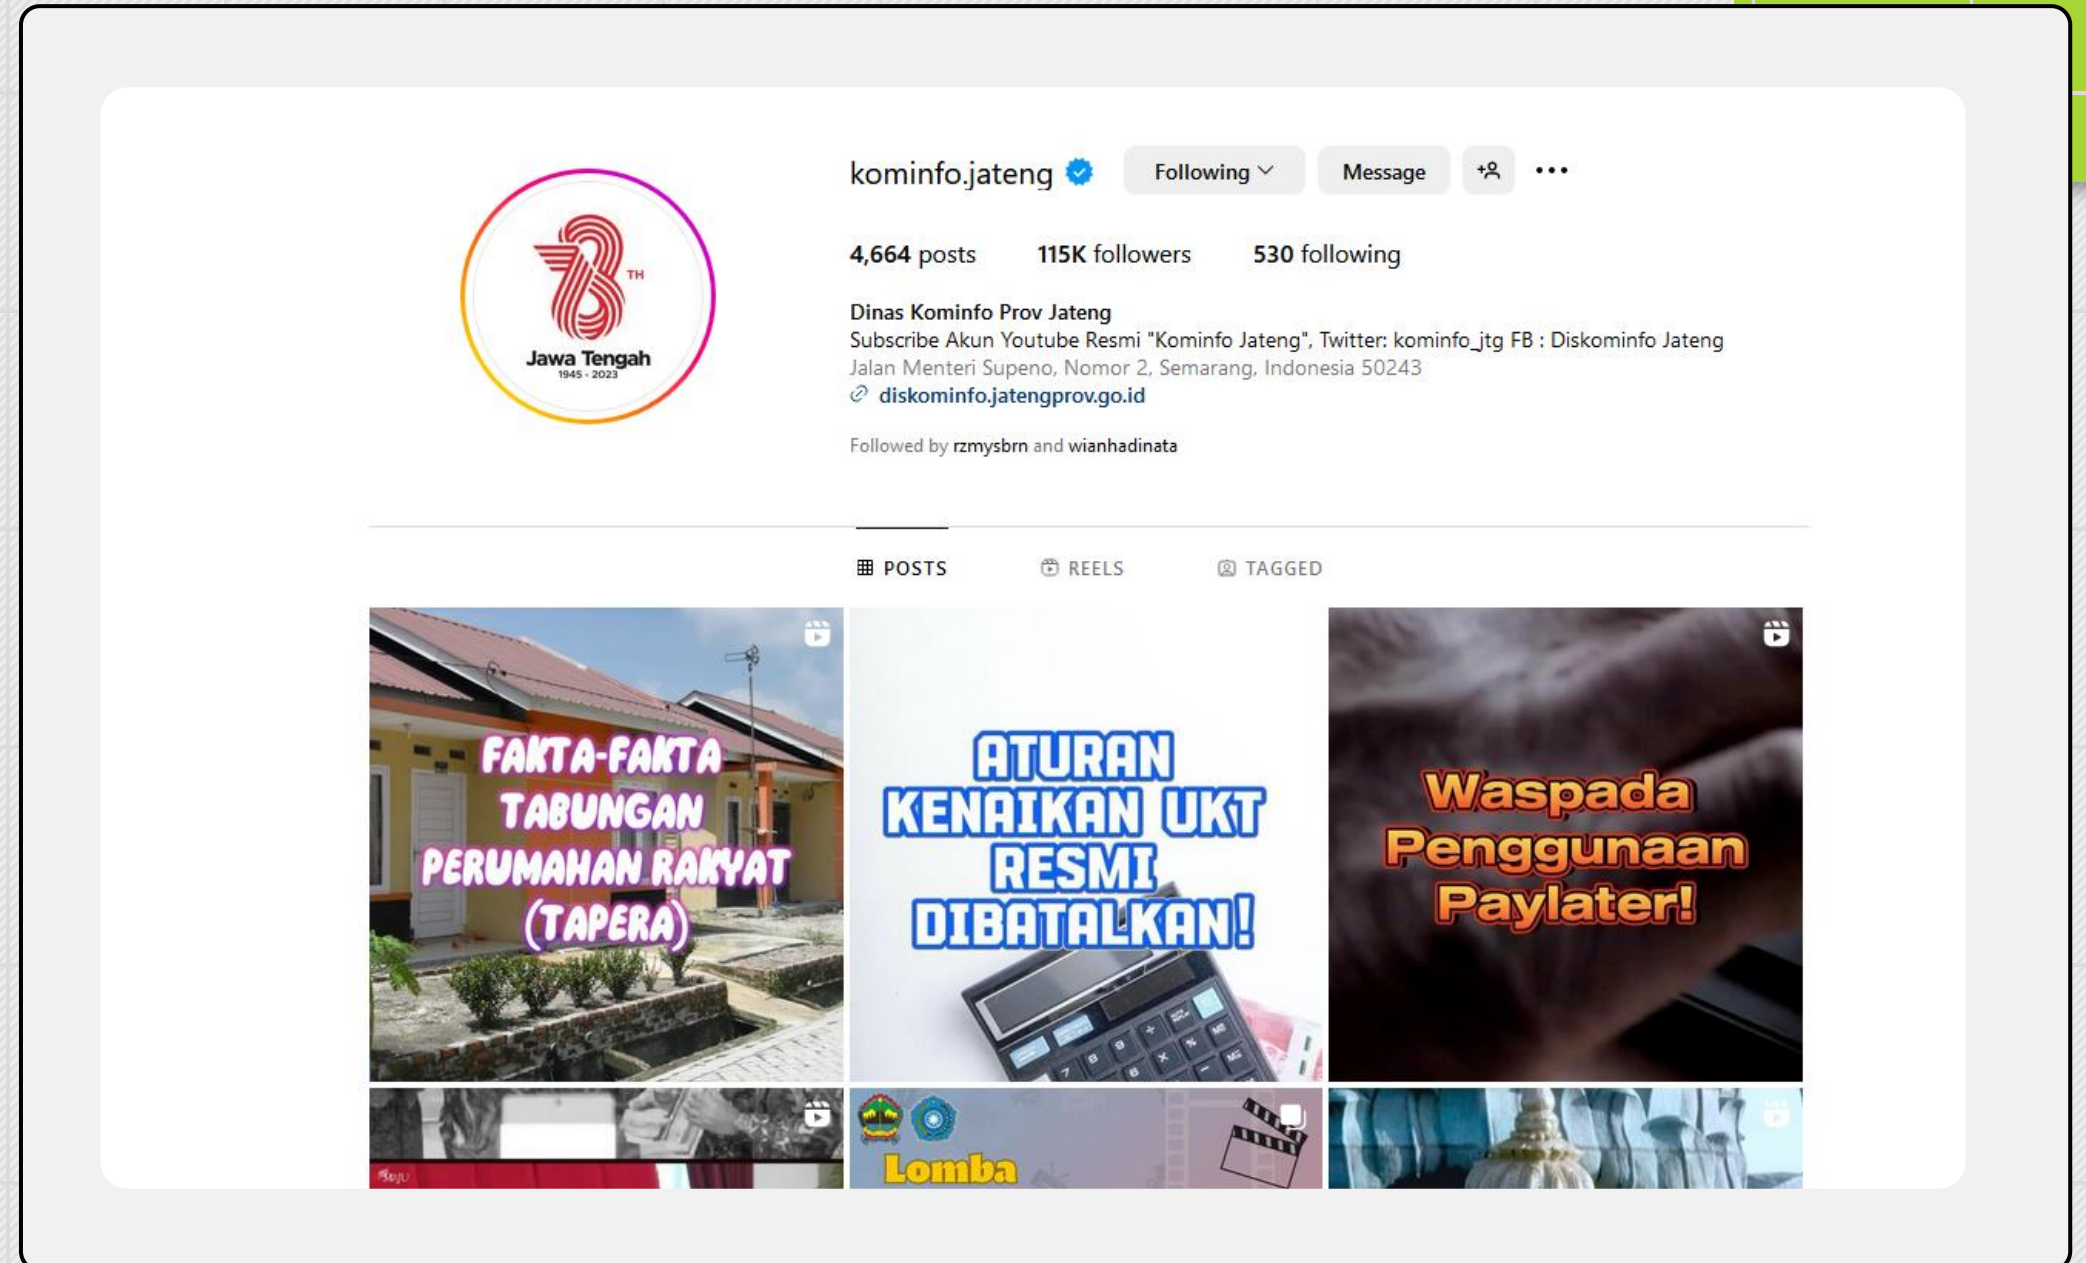 kominfo.jateng
Following
Message
4,664 posts 115K followers 530 following
TH
Jawa Tengah
1945 - 2023
Dinas Kominfo Prov Jateng
Subscribe Akun Youtube Resmi "Kominfo Jateng", Twitter: kominfo_jtg FB : Diskominfo Jateng
Jalan Menteri Supeno, Nomor 2, Semarang, Indonesia 50243
diskominfo.jatengprov.go.id
Followed by rzmysbrn and wianhadinata
POSTS REELS TAGGED
FAKTA-FAKTA
TABUNGAN
PERUMAHAN RAKYAT
(TAPERA)
ATURAN
KENAIKAN UKT
RESMI
DIBATALKAN!
Waspada
Penggunaan
Paylater!
Lomba